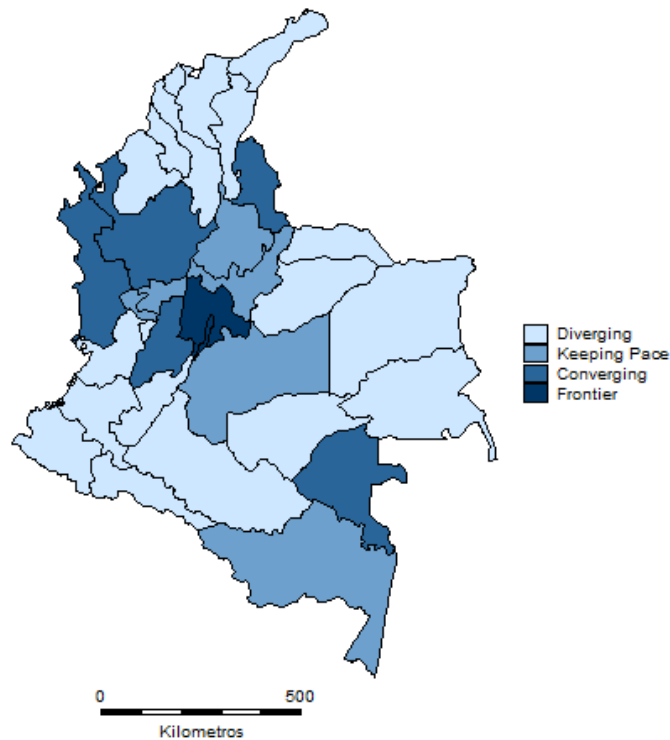 Diverging
Keeping Pace
Converging
Frontier
0 500
Kilometros